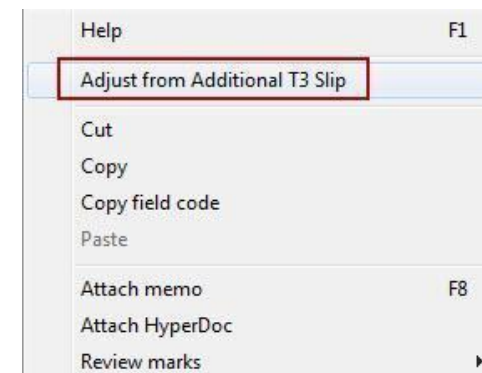 Help F1
Adjust from Additional T3 Slip
Cut
Copy
Copy field code
Paste
Attach memo F8
Attach HyperDoc
Review marks